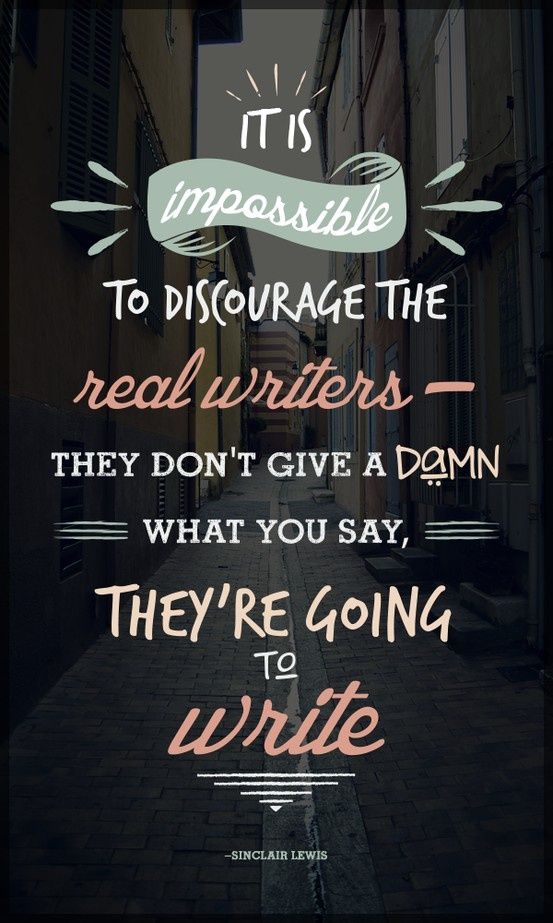 IT IS
impossible
TO DISCOURAGE THE
real writers —
THEY DON'T GIVE A DaMN
WHAT YOU SAY,
THEY'RE GOING
TO
write
–SINCLAIR LEWIS